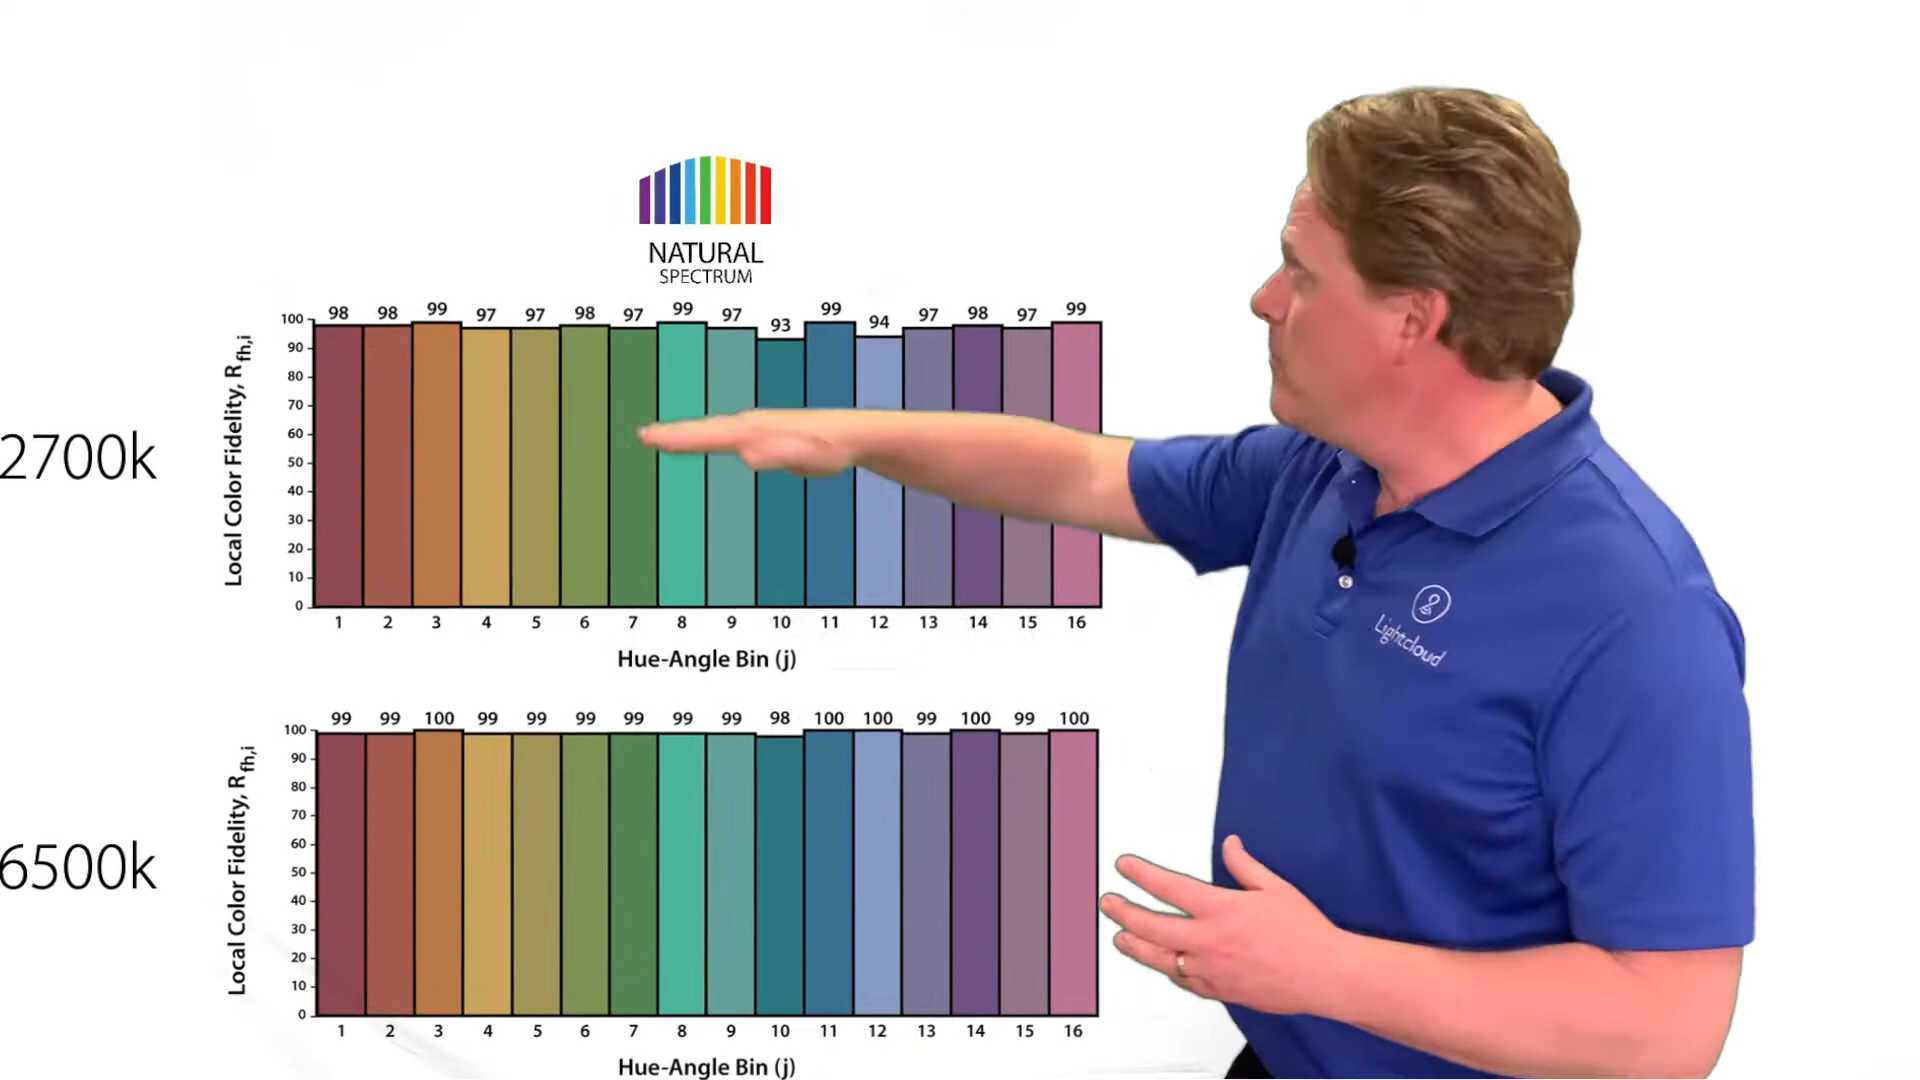 NATURAL
SPECTRUM
2700k
Local Color Fidelity, Rfh,i
98 98 99 97 97 98 97 99 97 93 99 94 97 98 97 99
100
90
80
70
60
50
40
30
20
10
0
1 2 3 4 5 6 7 8 9 10 11 12 13 14 15 16
Hue-Angle Bin (j)
6500k
Local Color Fidelity, Rfh,i
99 99 100 99 99 99 99 99 99 98 100 100 99 100 99 100
100
90
80
70
60
50
40
30
20
10
0
1 2 3 4 5 6 7 8 9 10 11 12 13 14 15 16
Hue-Angle Bin (j)
Lightcloud